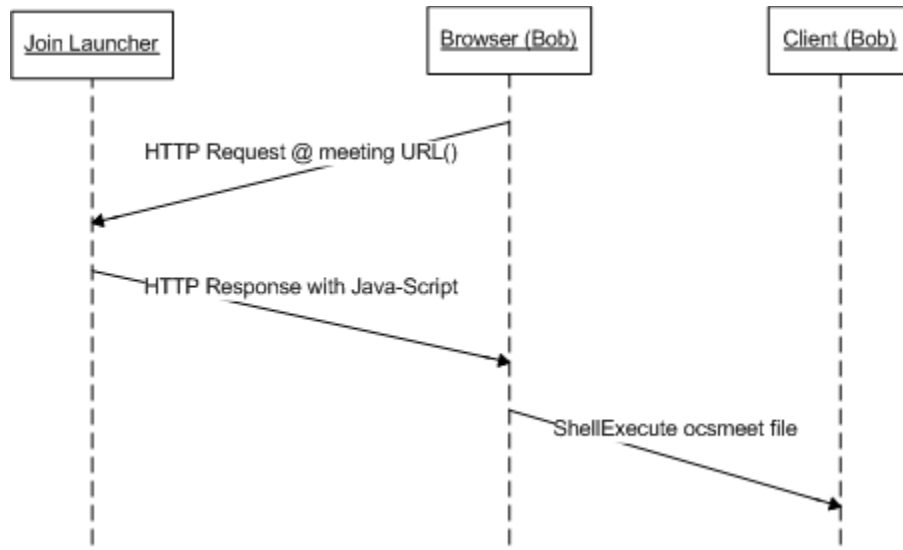 Join Launcher
Browser (Bob)
Client (Bob)
HTTP Request @ meeting URL()
HTTP Response with Java-Script
ShellExecute ocsmeet file